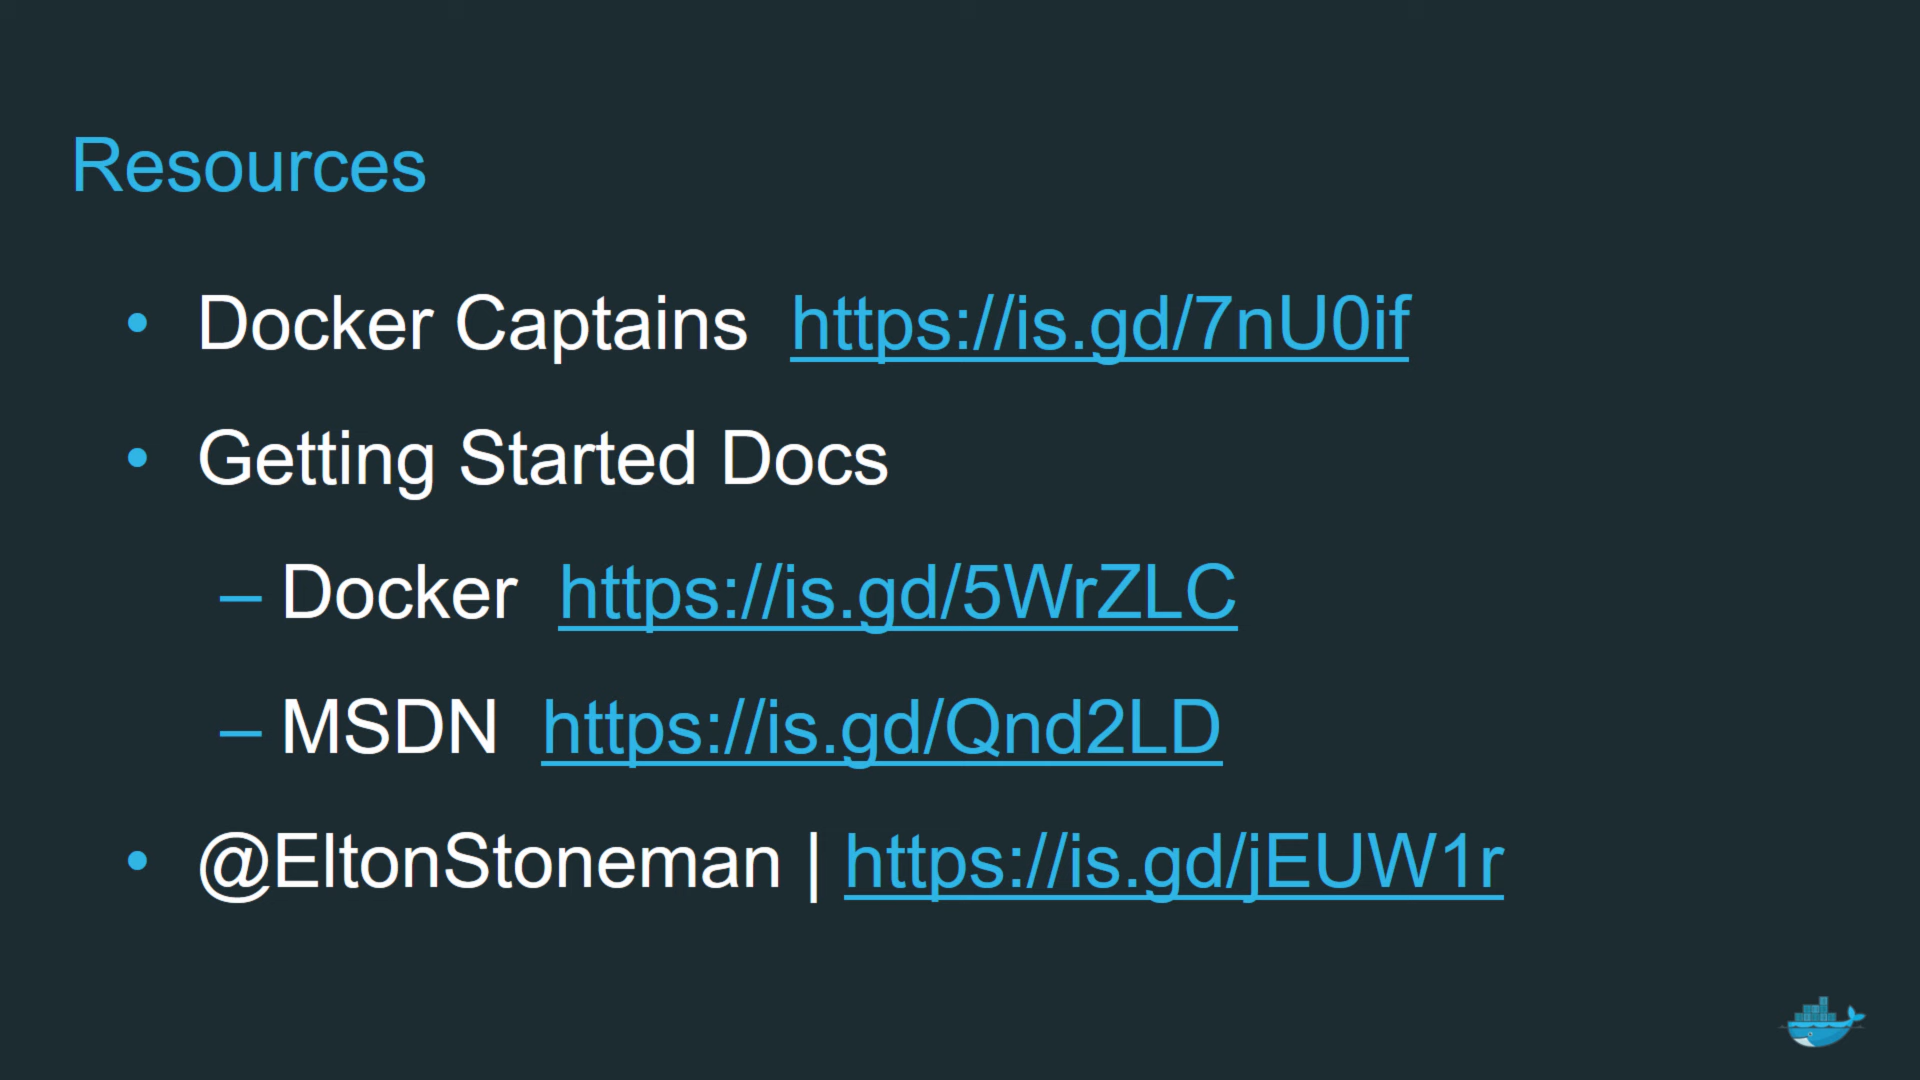 Resources
• Docker Captains https://is.gd/7nU0if
• Getting Started Docs
– Docker https://is.gd/5WrZLC
– MSDN https://is.gd/Qnd2LD
• @EltonStoneman | https://is.gd/jEUW1r